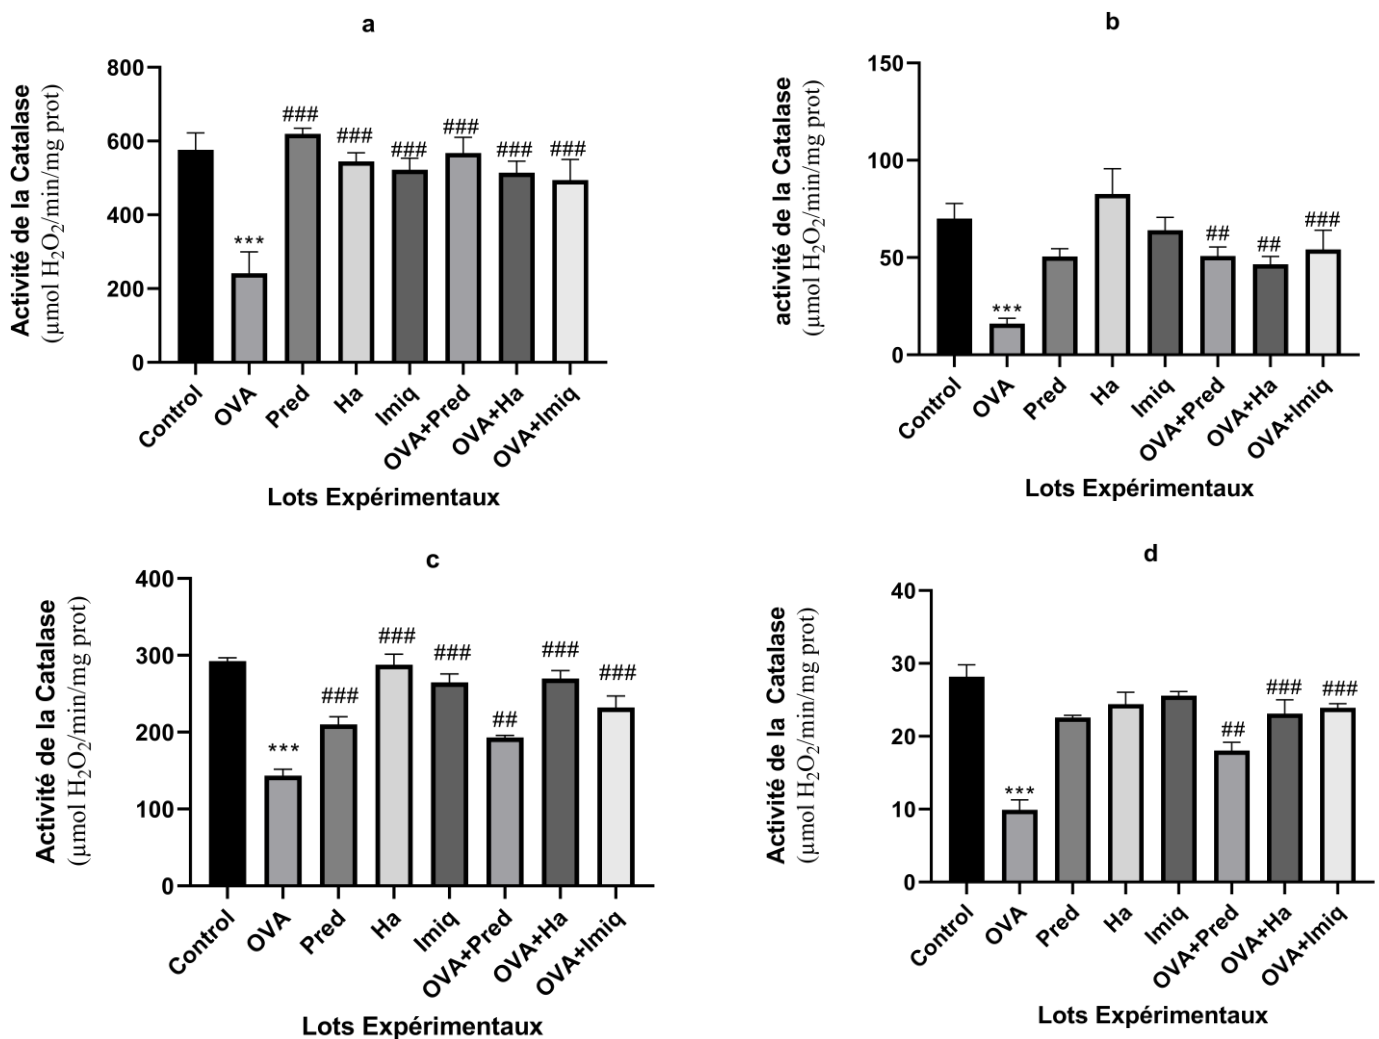 a
Activité de la Catalase
(µmol H₂O₂/min/mg prot)
800
600
400
200
0
***
###
###
###
###
###
###
Control
OVA
Pred
Ha
Imiq
OVA+Pred
OVA+Ha
OVA+Imiq
Lots Expérimentaux
b
activité de la Catalase
(µmol H₂O₂/min/mg prot)
150
100
50
0
***
##
##
###
Control
OVA
Pred
Ha
Imiq
OVA+Pred
OVA+Ha
OVA+Imiq
Lots Expérimentaux
c
Activité de la Catalase
(µmol H₂O₂/min/mg prot)
400
300
200
100
0
***
###
###
###
##
###
###
Control
OVA
Pred
Ha
Imiq
OVA+Pred
OVA+Ha
OVA+Imiq
Lots Expérimentaux
d
Activité de la Catalase
(µmol H₂O₂/min/mg prot)
40
30
20
10
0
***
##
###
###
Control
OVA
Pred
Ha
Imiq
OVA+Pred
OVA+Ha
OVA+Imiq
Lots Expérimentaux